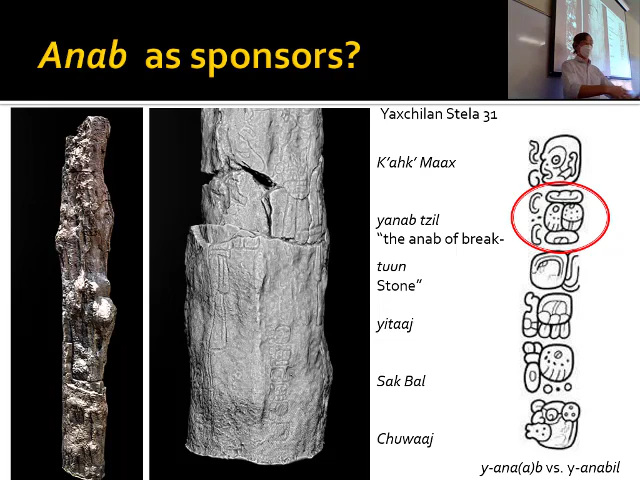 Anab as sponsors?
Yaxchilan Stela 31
K'ahk' Maax
yanab tzil
“the anab of break-
tuun
Stone”
yitaaj
Sak Bal
Chuwaaj
y-ana(a)b vs. y-anabil